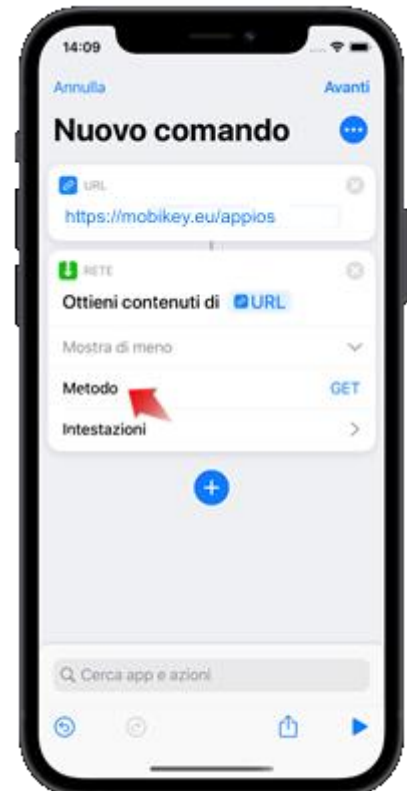 14:09
Annulla
Avanti
Nuovo comando
URL
https://mobikey.eu/appios
RETE
Ottieni contenuti di URL
Mostra di meno
Metodo GET
Intestazioni
Cerca app e azioni